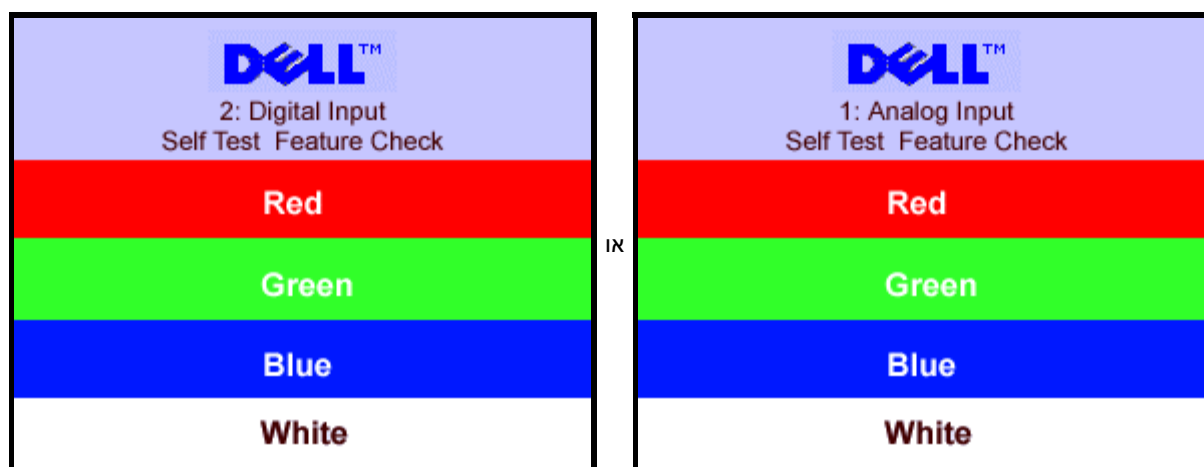 DELL™
1: Analog Input
Self Test Feature Check
Red
Green
Blue
White
או
DELL™
2: Digital Input
Self Test Feature Check
Red
Green
Blue
White